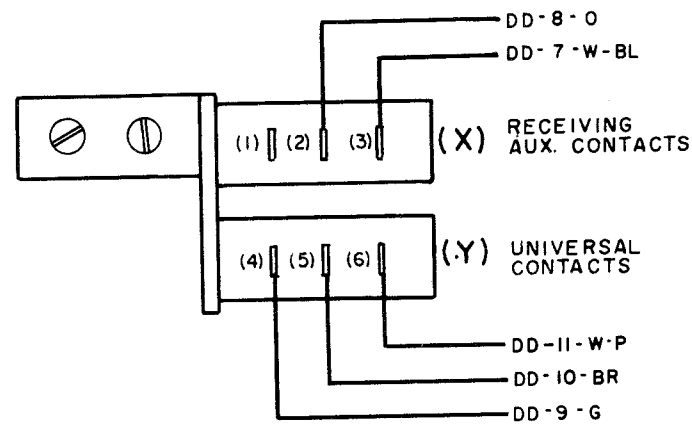 DD-8-O
DD-7-W-BL
(1) (2) (3) (X) RECEIVING
AUX. CONTACTS
(4) (5) (6) (.Y) UNIVERSAL
CONTACTS
DD-11-W-P
DD-10-BR
DD-9-G